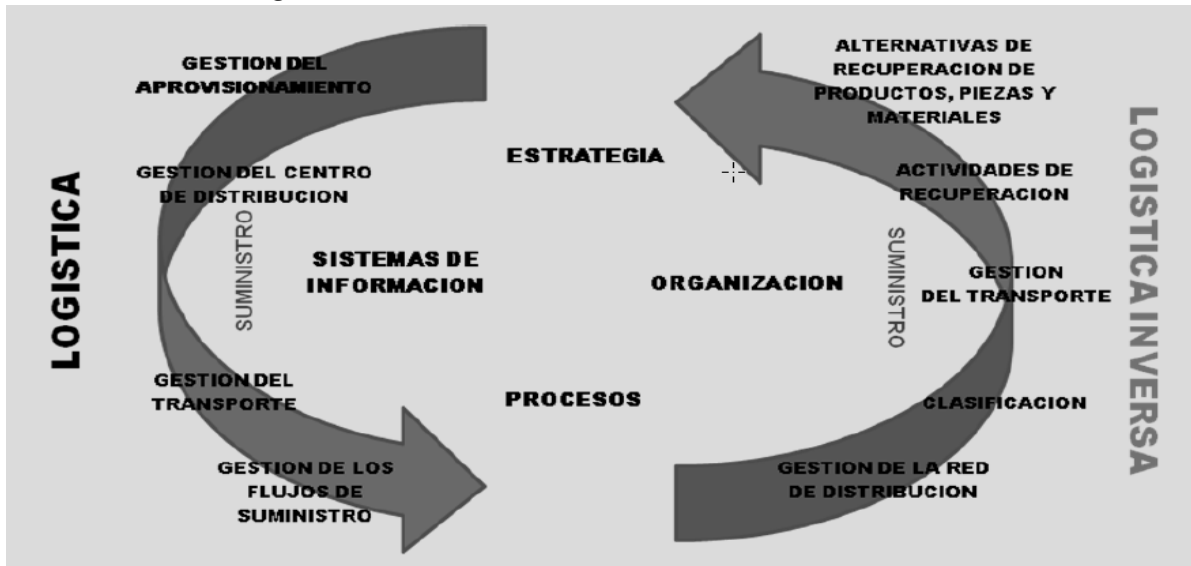 LOGISTICA
GESTION DEL
APROVISIONAMIENTO
GESTION DEL CENTRO
DE DISTRIBUCION
SUMINISTRO
GESTION DEL
TRANSPORTE
GESTION DE LOS
FLUJOS DE
SUMINISTRO
ESTRATEGIA
SISTEMAS DE
INFORMACION
ORGANIZACION
PROCESOS
ALTERNATIVAS DE
RECUPERACION DE
PRODUCTOS, PIEZAS Y
MATERIALES
ACTIVIDADES DE
RECUPERACION
SUMINISTRO
GESTION
DEL TRANSPORTE
CLASIFICACION
GESTION DE LA RED
DE DISTRIBUCION
LOGISTICA INVERSA